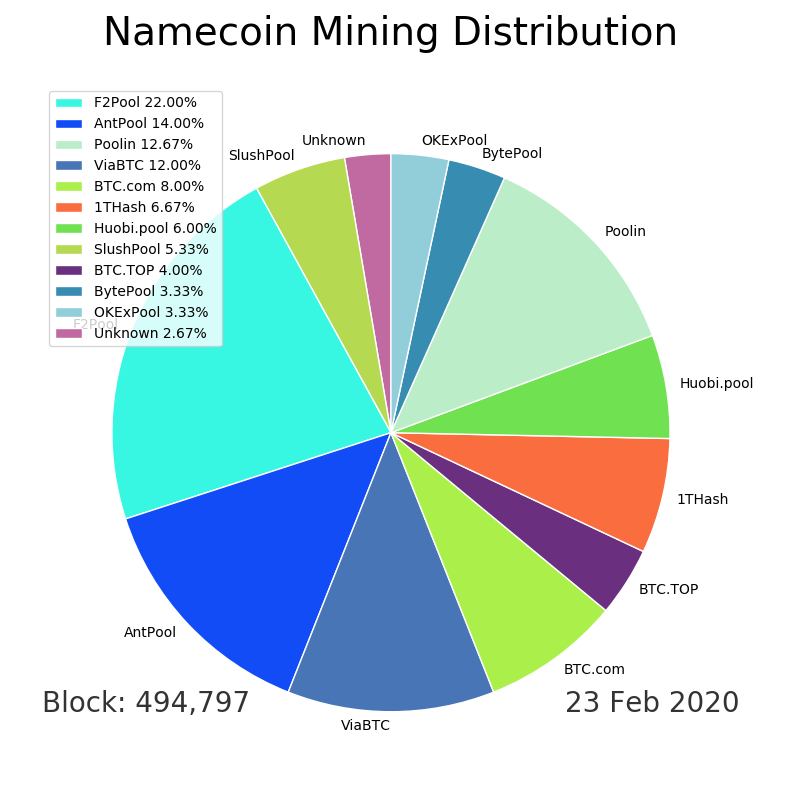 Namecoin Mining Distribution
F2Pool 22.00%
AntPool 14.00%
Poolin 12.67%
ViaBTC 12.00%
BTC.com 8.00%
1THash 6.67%
Huobi.pool 6.00%
SlushPool 5.33%
BTC.TOP 4.00%
BytePool 3.33%
OKExPool 3.33%
Unknown 2.67%
F2Pool
SlushPool
Unknown
OKExPool
BytePool
Poolin
Huobi.pool
1THash
BTC.TOP
BTC.com
ViaBTC
AntPool
Block: 494,797
23 Feb 2020